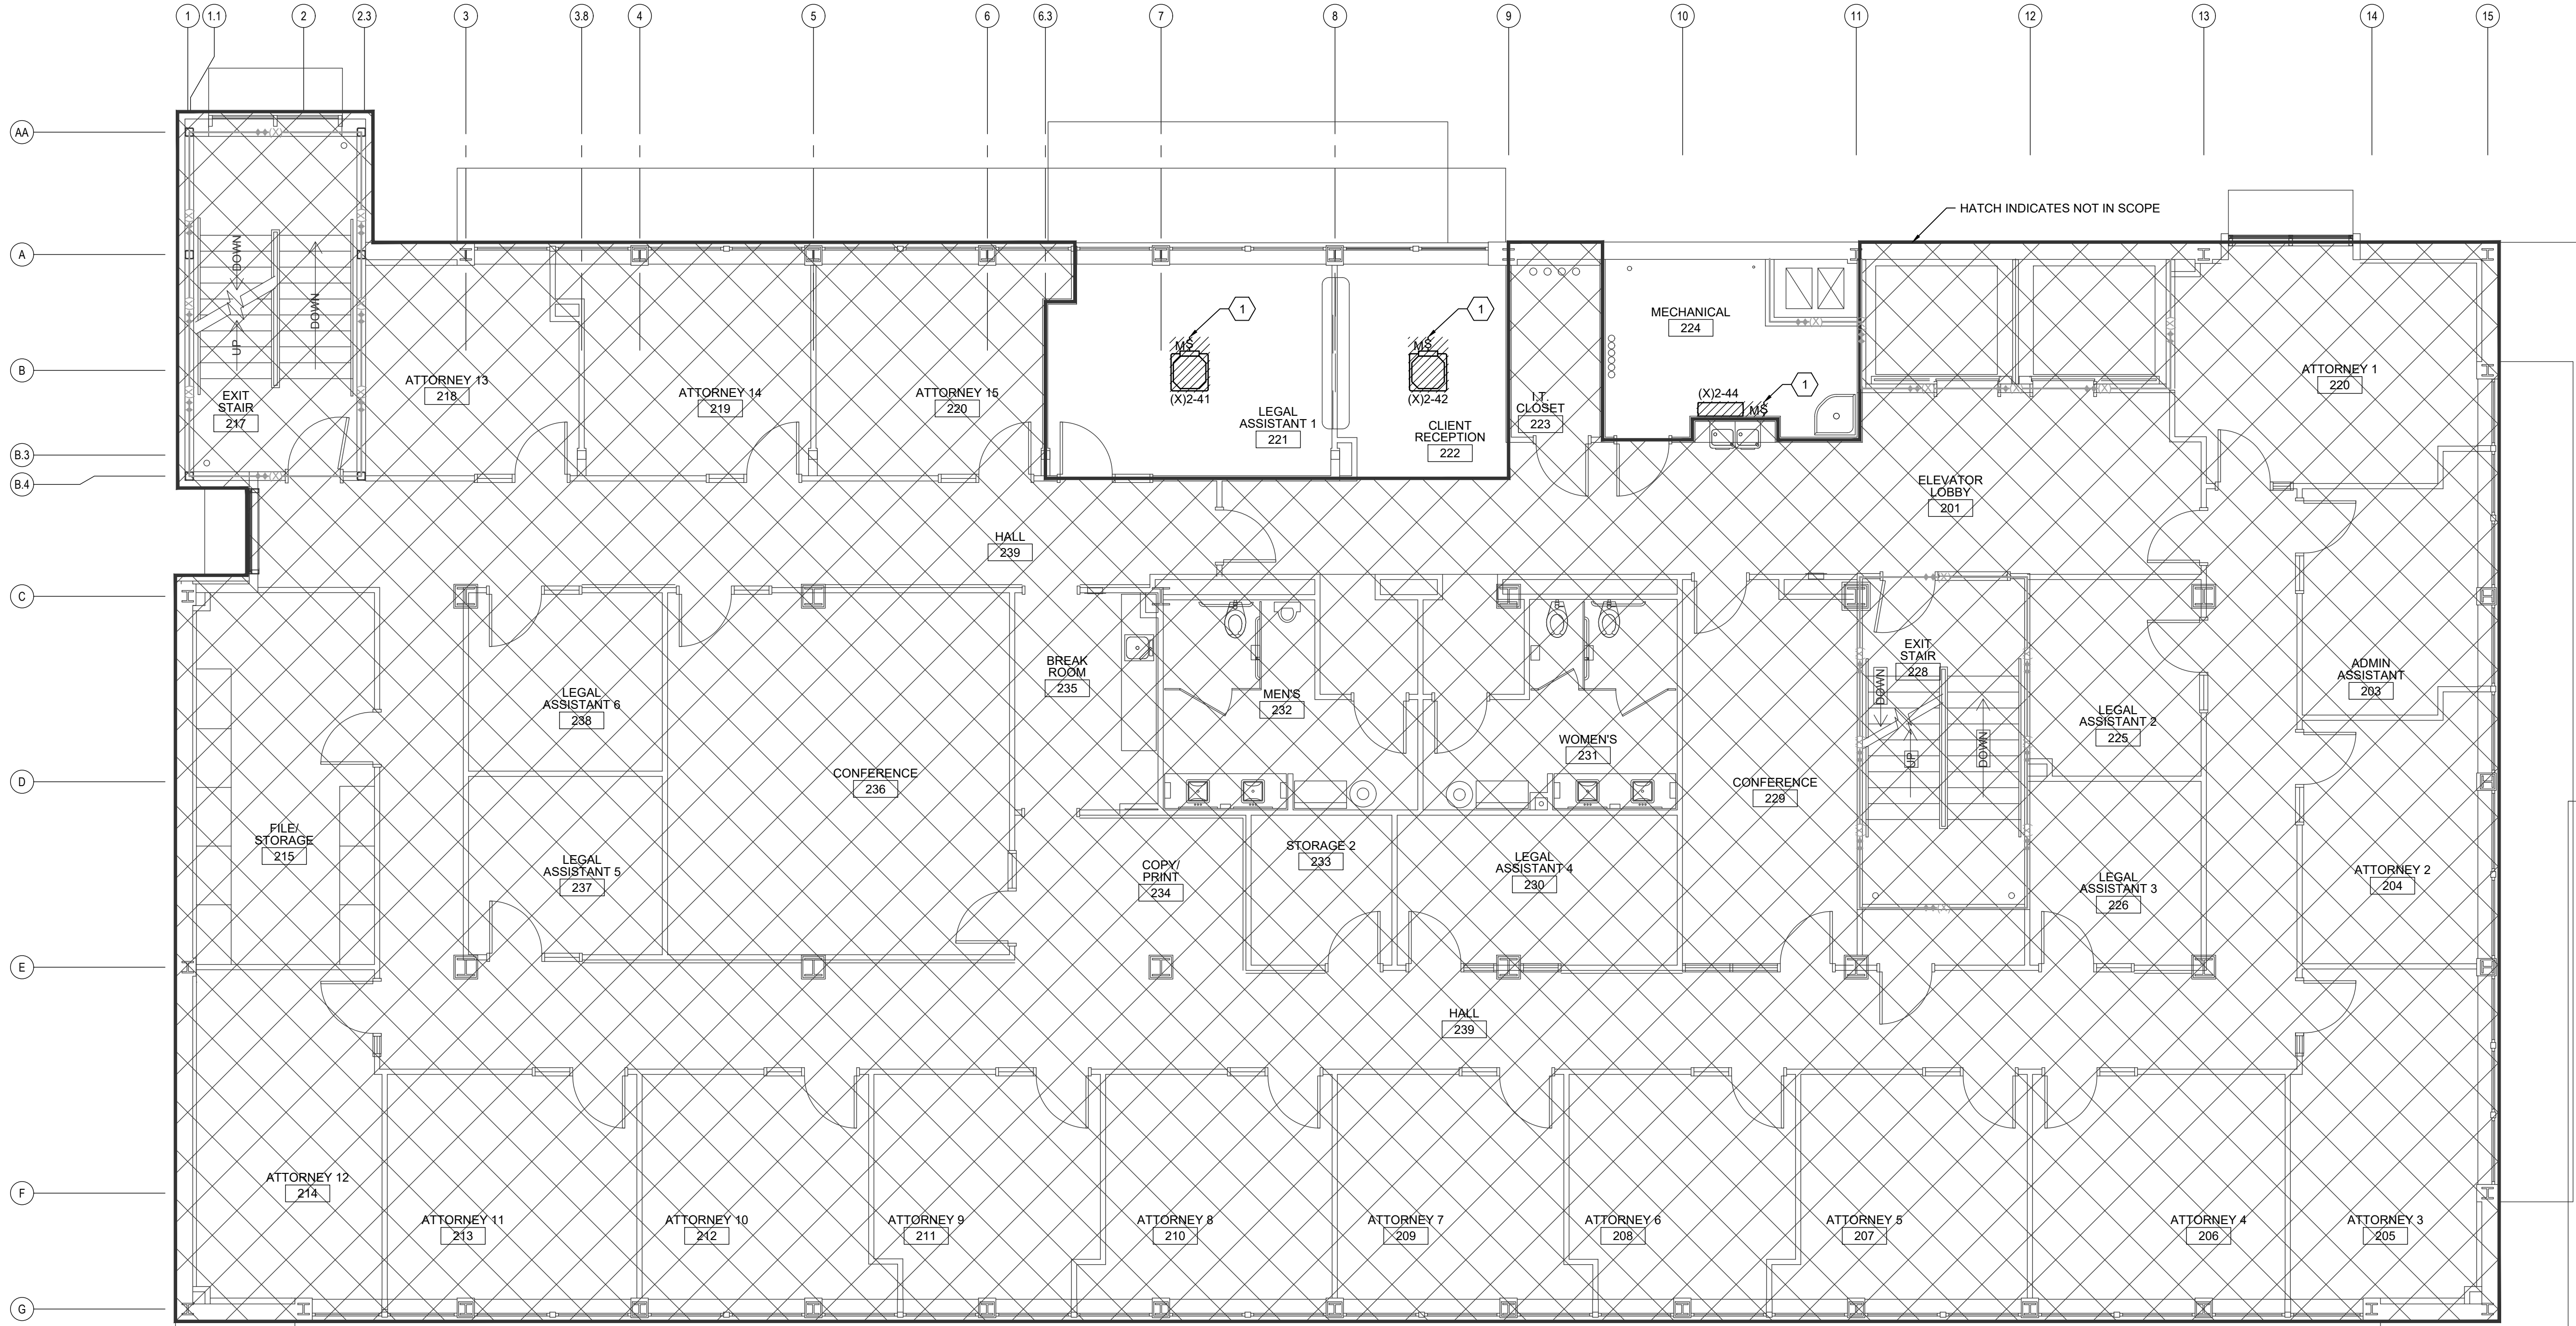 1 1.1 2 2.3 3 3.8 4 5 6 6.3 7 8 9 10 11 12 13 14 15
AA
HATCH INDICATES NOT IN SCOPE
A
DOWN
DOWN
UP
1
1
MECHANICAL
224
MS
MS
B
ATTORNEY 13
218
ATTORNEY 14
219
ATTORNEY 15
220
ATTORNEY 1
220
EXIT
STAIR
217
(X)2-41
(X)2-42
(X)2-44
1
MS
LEGAL
ASSISTANT 1
221
CLIENT
RECEPTION
222
I.T.
CLOSET
223
B.3
B.4
ELEVATOR
LOBBY
201
HALL
239
C
BREAK
ROOM
235
EXIT
STAIR
228
ADMIN
ASSISTANT
203
LEGAL
ASSISTANT 6
238
MEN'S
232
DOWN
UP
DOWN
LEGAL
ASSISTANT 2
225
WOMEN'S
231
D
CONFERENCE
236
CONFERENCE
229
FILE/
STORAGE
215
LEGAL
ASSISTANT 5
237
COPY/
PRINT
234
STORAGE 2
233
LEGAL
ASSISTANT 4
230
LEGAL
ASSISTANT 3
226
ATTORNEY 2
204
E
HALL
239
F
ATTORNEY 12
214
ATTORNEY 11
213
ATTORNEY 10
212
ATTORNEY 9
211
ATTORNEY 8
210
ATTORNEY 7
209
ATTORNEY 6
208
ATTORNEY 5
207
ATTORNEY 4
206
ATTORNEY 3
205
G